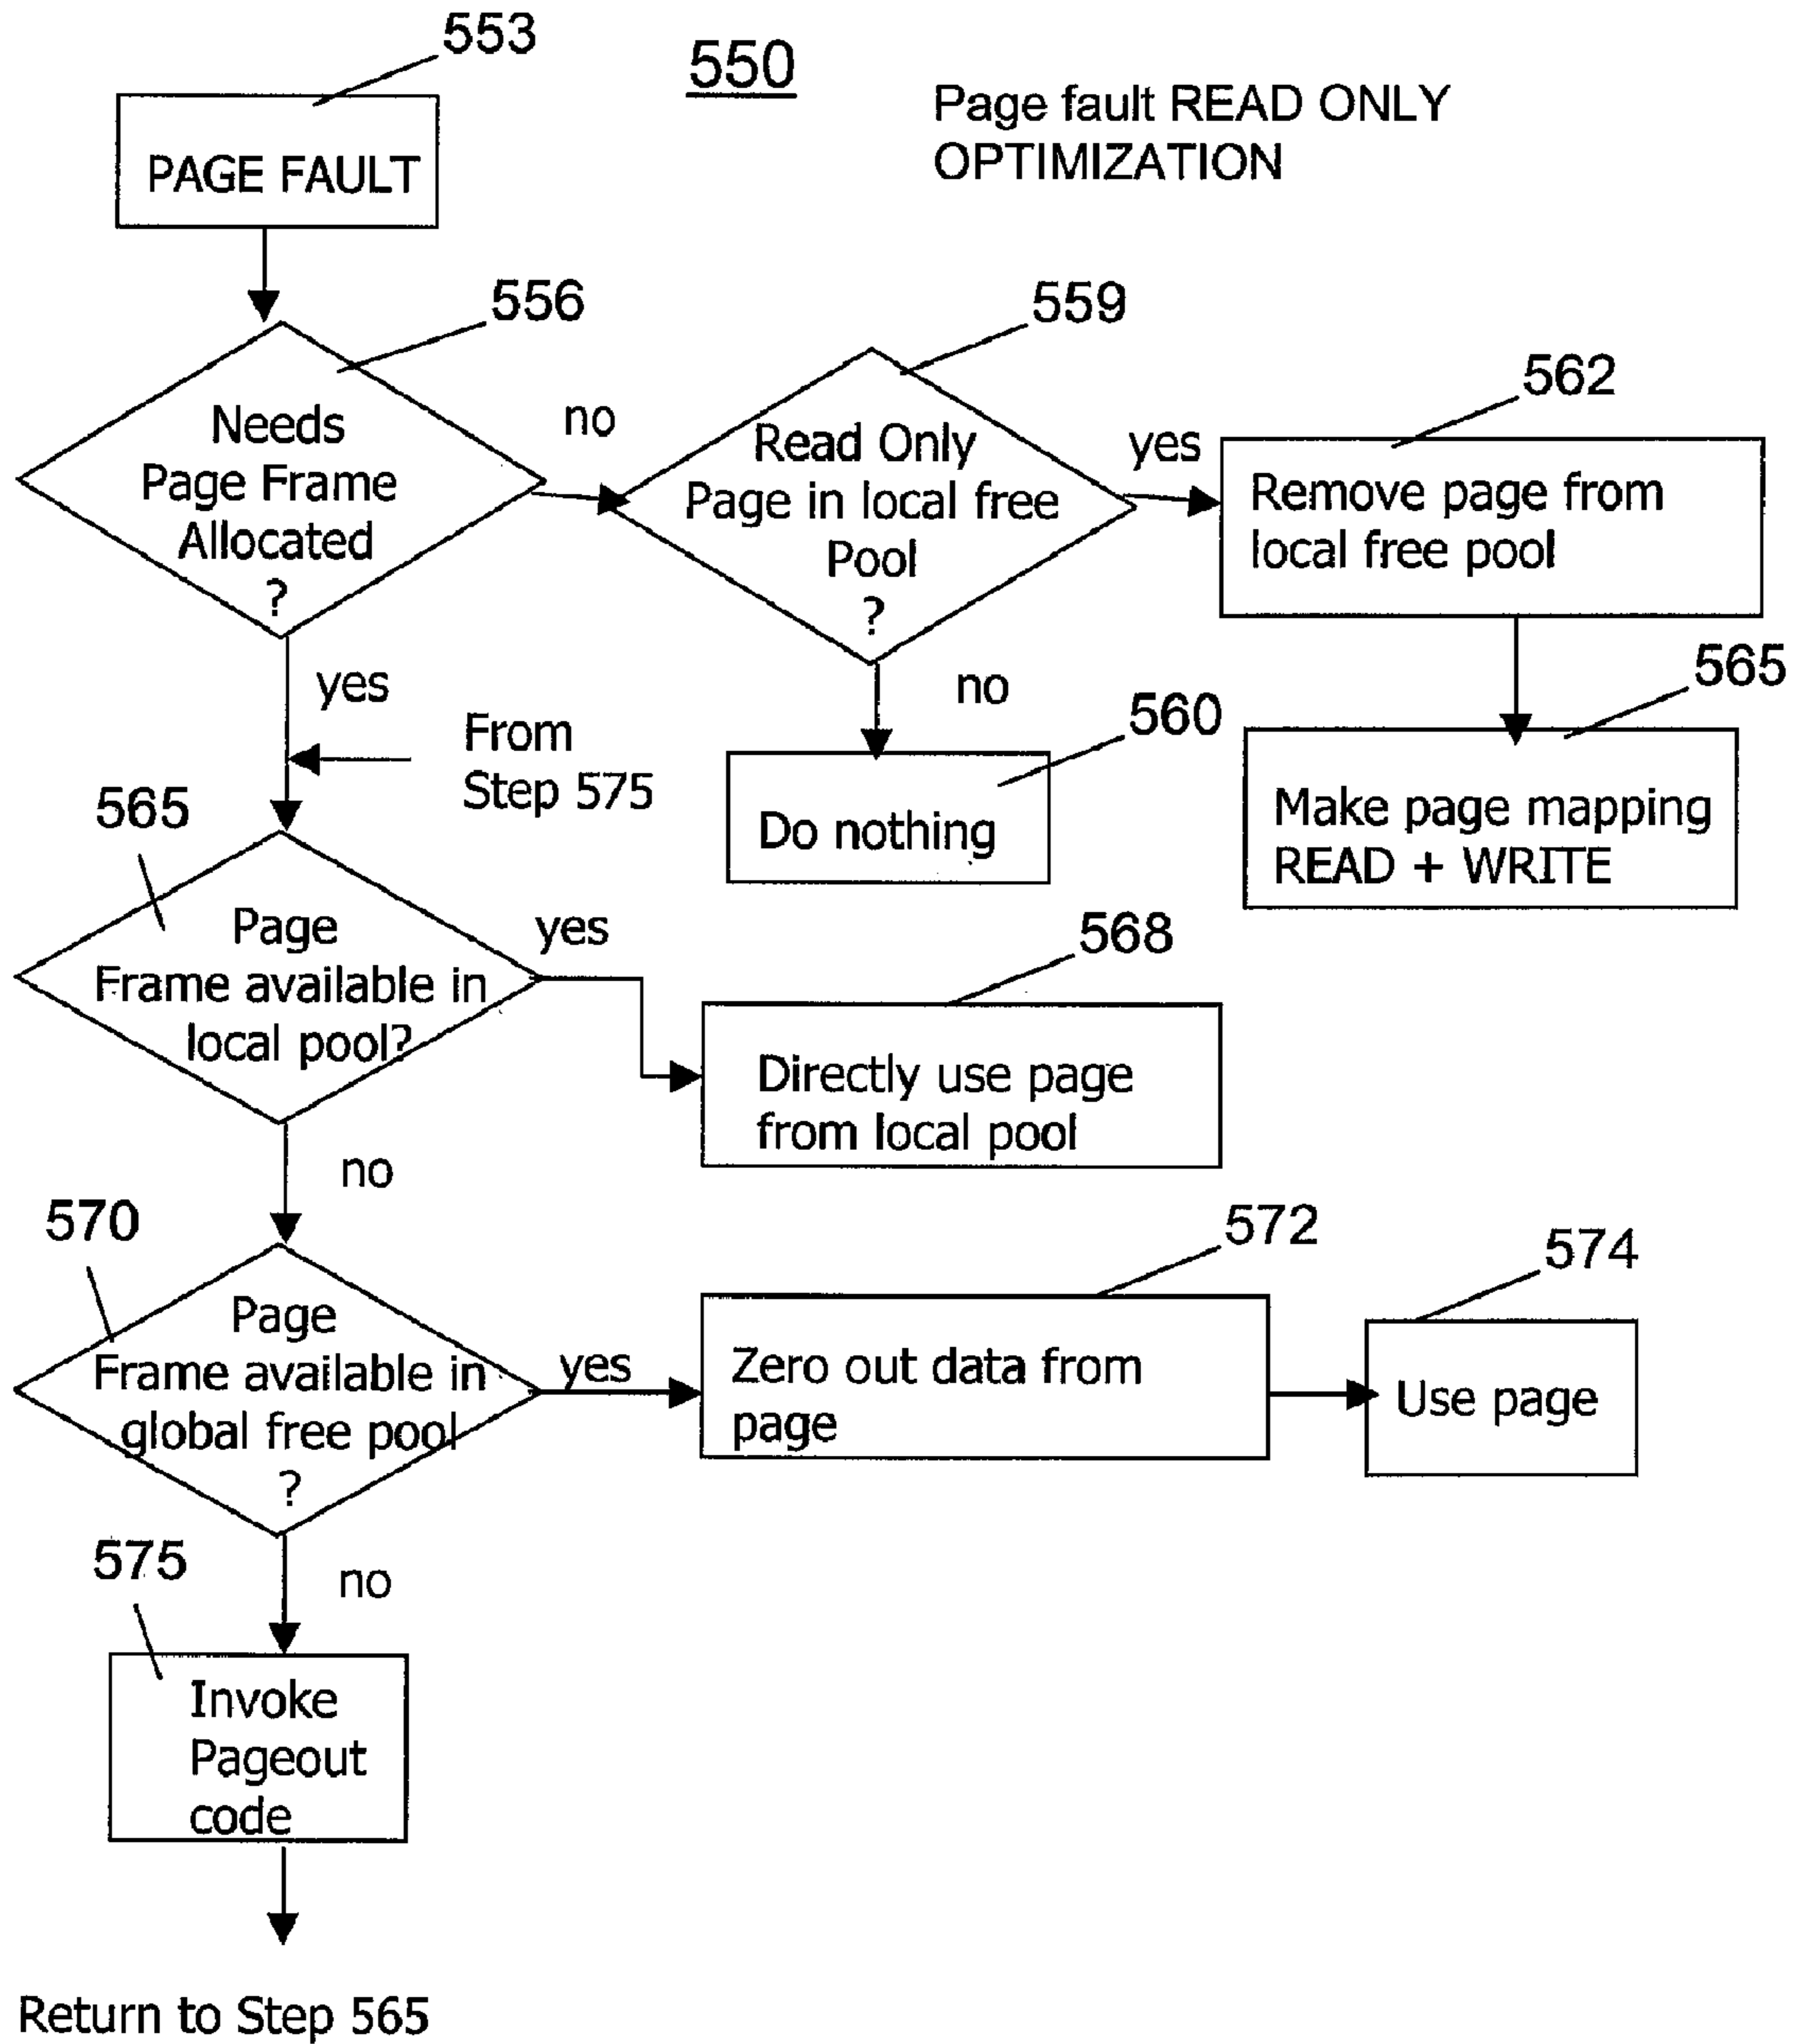 553
550
Page fault READ ONLY
OPTIMIZATION
PAGE FAULT
556
559
562
Needs
Page Frame
Allocated
?
no
Read Only
Page in local free
Pool
?
yes
Remove page from
local free pool
yes
no
565
From
Step 575
560
565
Do nothing
Make page mapping
READ + WRITE
Page
Frame available in
local pool?
yes
568
Directly use page
from local pool
no
570
572
574
Page
Frame available in
global free pool
?
yes
Zero out data from
page
Use page
575
no
Invoke
Pageout
code
Return to Step 565